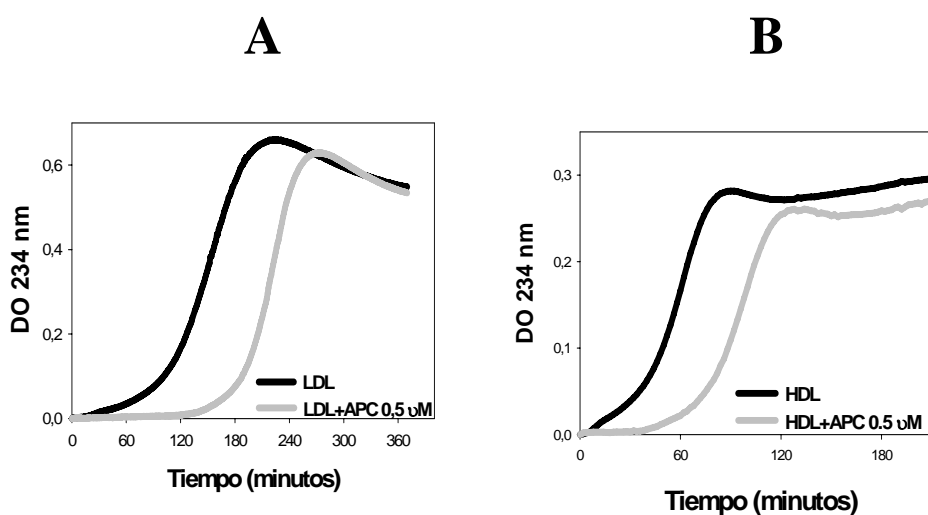 A
B
DO 234 nm
0,6
0,4
0,2
0,0
LDL
LDL+APC 0,5 υM
0 60 120 180 240 300 360
Tiempo (minutos)
DO 234 nm
0,3
0,2
0,1
0,0
HDL
HDL+APC 0.5 υM
0 60 120 180
Tiempo (minutos)